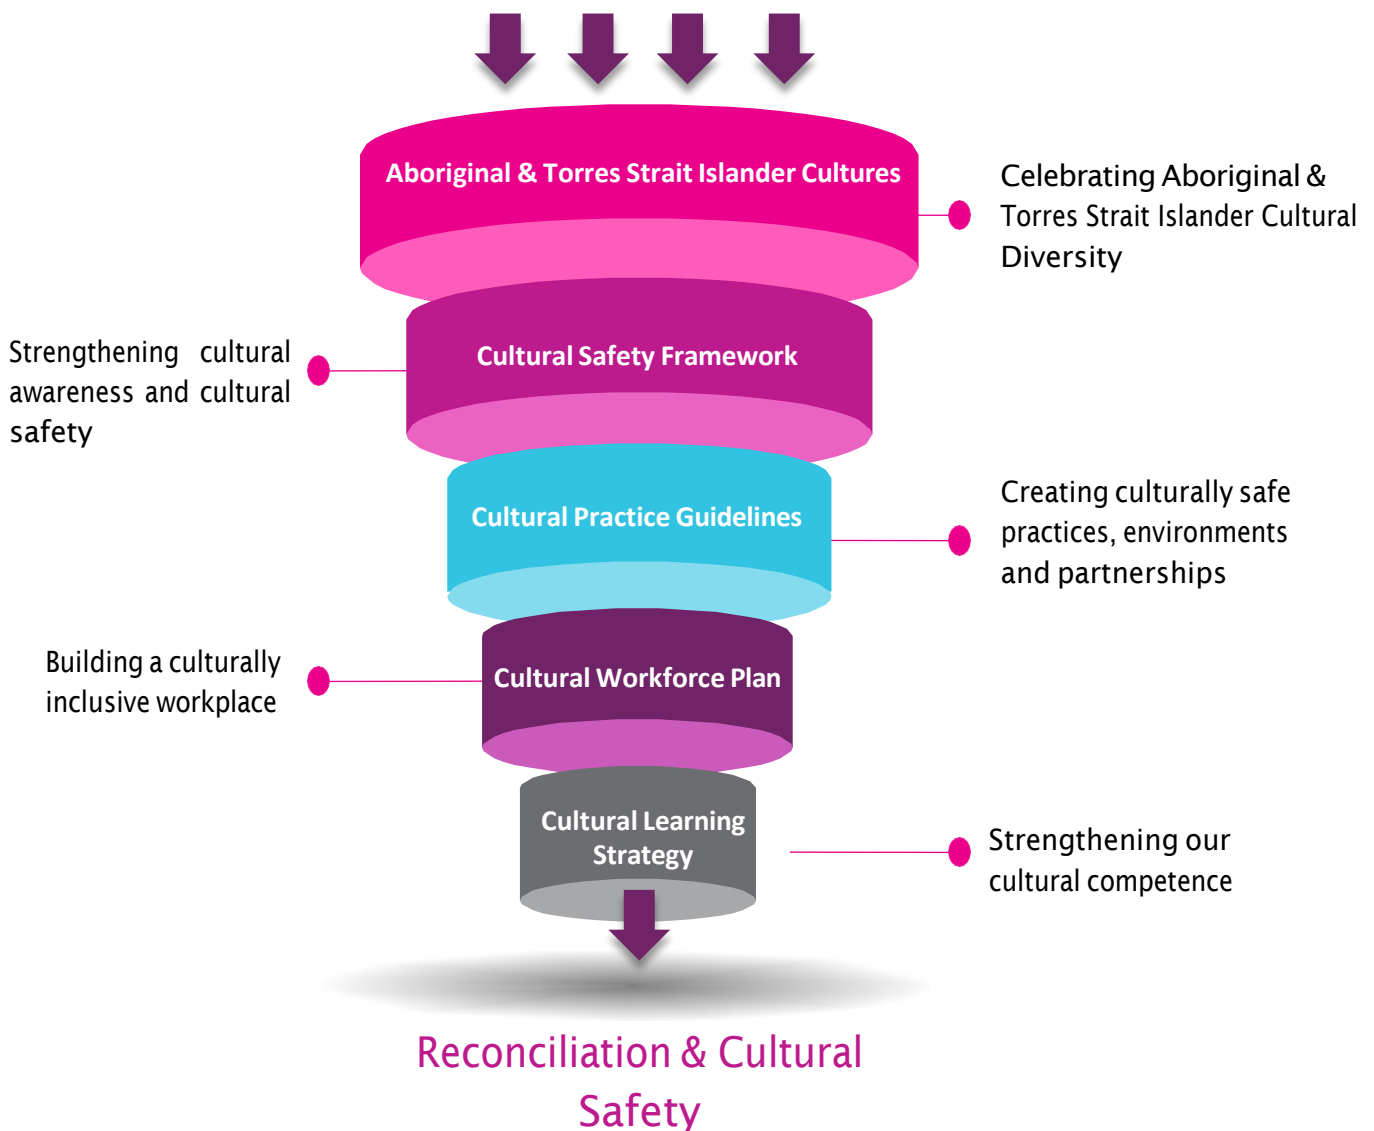 Aboriginal & Torres Strait Islander Cultures
Celebrating Aboriginal &
Torres Strait Islander Cultural
Diversity
Cultural Safety Framework
Strengthening cultural
awareness and cultural
safety
Cultural Practice Guidelines
Creating culturally safe
practices, environments
and partnerships
Cultural Workforce Plan
Building a culturally
inclusive workplace
Cultural Learning
Strategy
Strengthening our
cultural competence
Reconciliation & Cultural
Safety